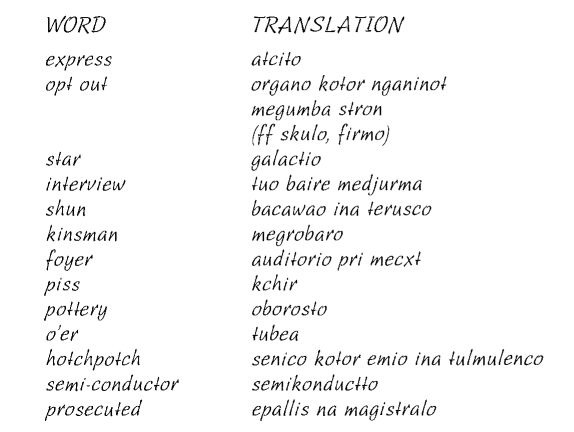 WORD TRANSLATION
express atcito
opt out organo kotor nganinot
megumba stron
(ff skulo, firmo)
star galactio
interview tuo baire medjurma
shun bacawao ina terusco
kinsman megrobaro
foyer auditorio pri mecxt
piss kchir
pottery oborosto
o'er tubea
hotchpotch senico kotor emio ina tulmulenco
semi-conductor semikonductto
prosecuted epallis na magistralo